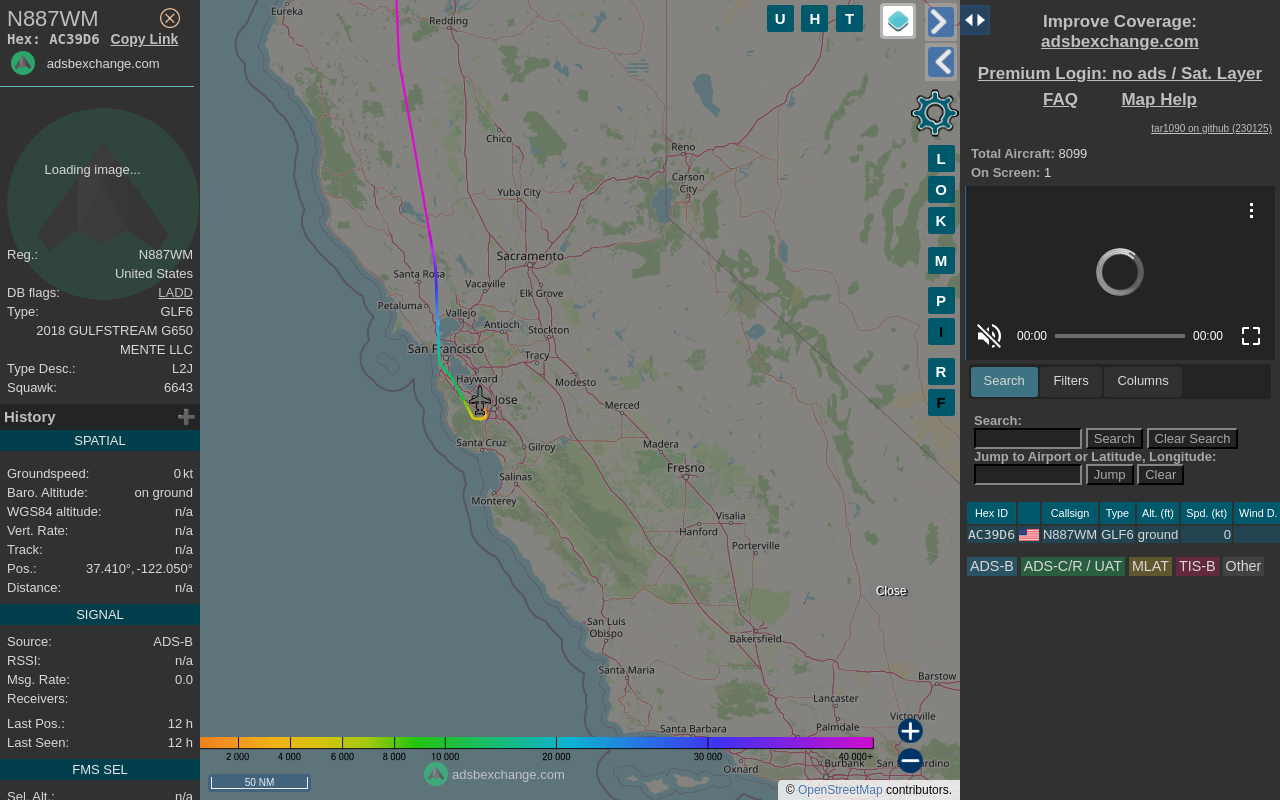 N887WM
Hex: AC39D6 Copy Link
adsbexchange.com
Loading image...
Reg.: N887WM
United States
DB flags: LADD
Type: GLF6
2018 GULFSTREAM G650
MENTE LLC
Type Desc.: L2J
Squawk: 6643
History
SPATIAL
Groundspeed: 0 kt
Baro. Altitude: on ground
WGS84 altitude: n/a
Vert. Rate: n/a
Track: n/a
Pos.: 37.410°, -122.050°
Distance: n/a
SIGNAL
Source: ADS-B
RSSI: n/a
Msg. Rate: 0.0
Receivers:
Last Pos.: 12 h
Last Seen: 12 h
FMS SEL
Sel. Alt.: n/a
U H T
Eureka
Redding
Chico
Reno
Carson
City
Yuba City
Sacramento
Santa Rosa
Vacaville
Elk Grove
Petaluma
Vallejo
Antioch
Stockton
San Francisco
Tracy
Hayward
Modesto
Jose
Merced
Santa Cruz
Gilroy
Madera
Fresno
Salinas
Monterey
Visalia
Hanford
Porterville
Close
San Luis
Obispo
Bakersfield
Santa Maria
Barstow
Lancaster
Victorville
Palmdale
Santa Barbara
Oxnard
Burbank
L
O
K
M
P
I
R
F
2 000
4 000
6 000
8 000
10 000
20 000
30 000
40 000+
50 NM
adsbexchange.com
© OpenStreetMap contributors.
Improve Coverage:
adsbexchange.com
Premium Login: no ads / Sat. Layer
FAQ Map Help
tar1090 on github (230125)
Total Aircraft: 8099
On Screen: 1
00:00 00:00
Search Filters Columns
Search:
Search Clear Search
Jump to Airport or Latitude, Longitude:
Jump Clear
Hex ID Callsign Type Alt. (ft) Spd. (kt) Wind D.
AC39D6 N887WM GLF6 ground 0
ADS-B ADS-C/R / UAT MLAT TIS-B Other